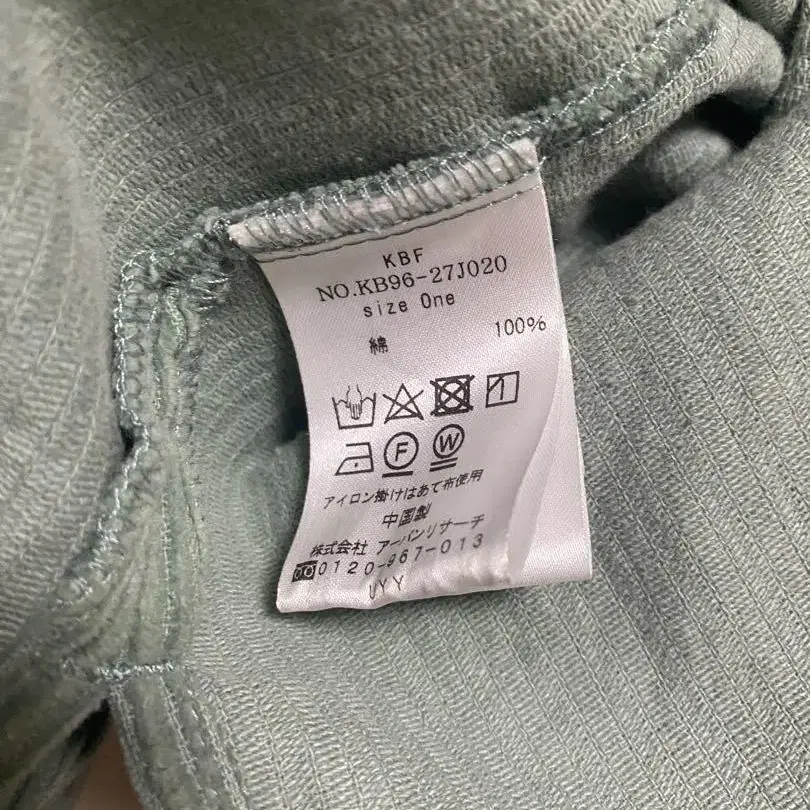 KBF
NO.KB96-27J020
size One
綿 100%
F W
アイロン掛けはあて布使用
中国製
株式会社 アーバンリサーチ
0120-967-013
UYY